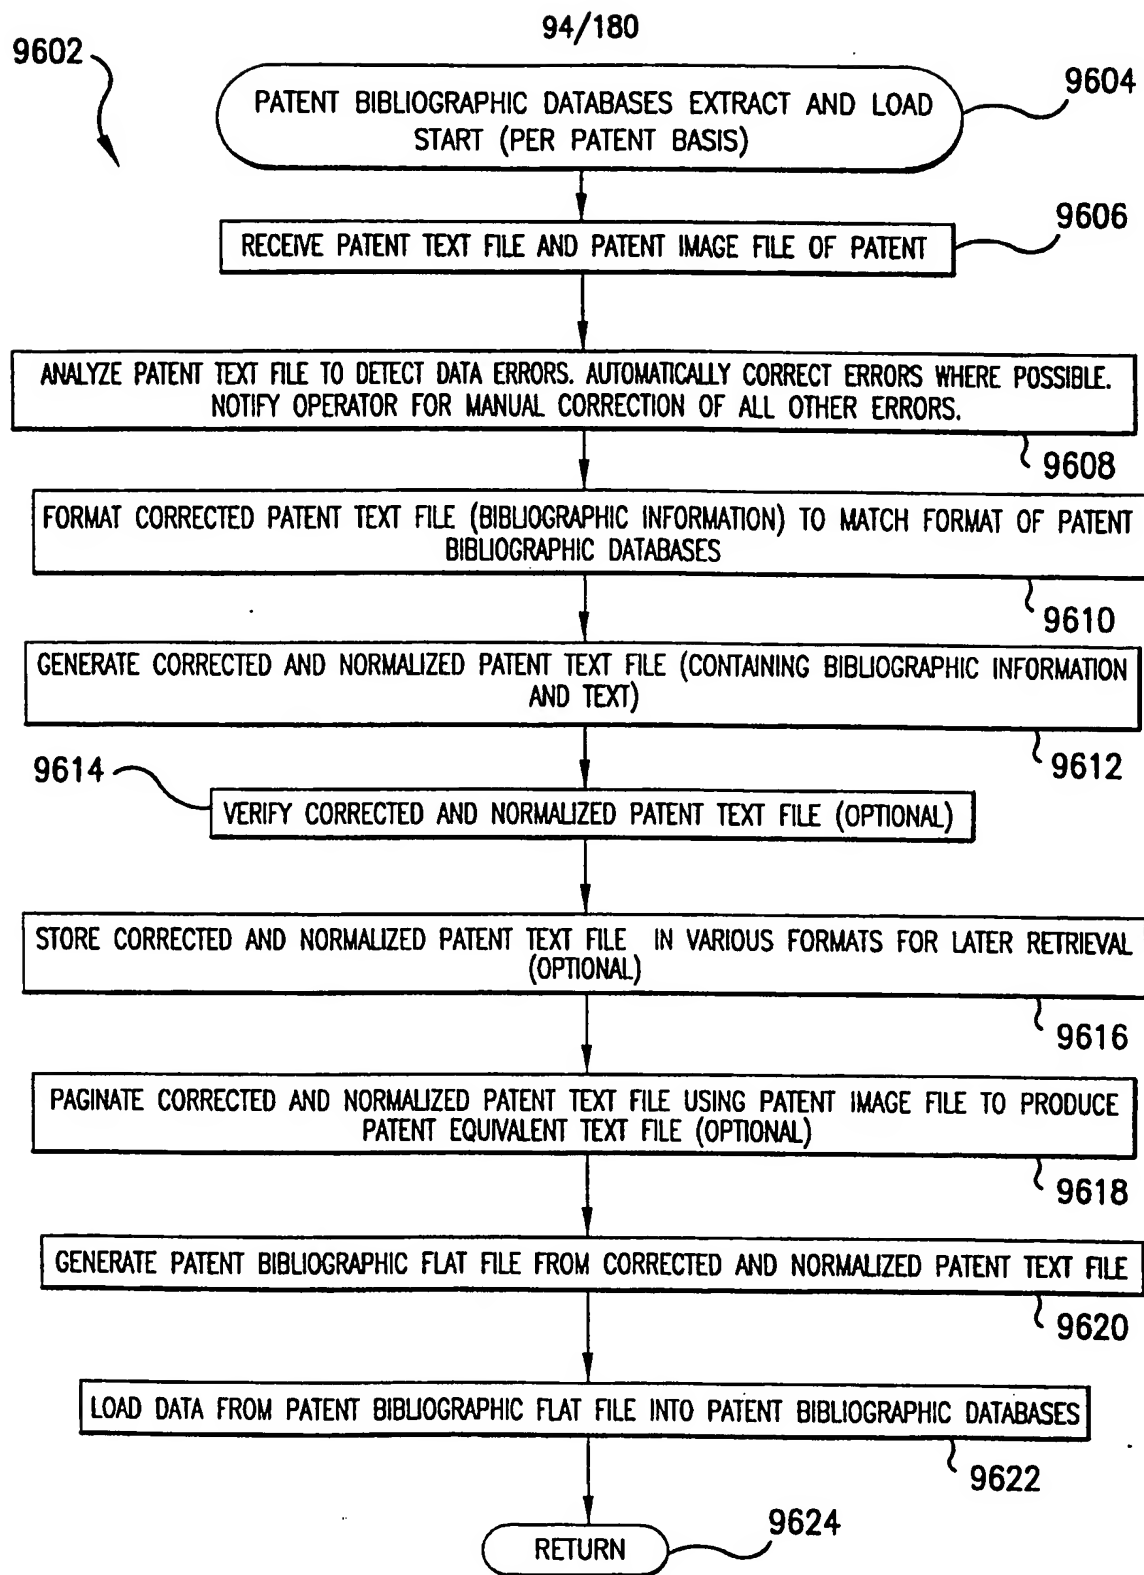 94/180
9602
PATENT BIBLIOGRAPHIC DATABASES EXTRACT AND LOAD
START (PER PATENT BASIS)
9604
RECEIVE PATENT TEXT FILE AND PATENT IMAGE FILE OF PATENT
9606
ANALYZE PATENT TEXT FILE TO DETECT DATA ERRORS. AUTOMATICALLY CORRECT ERRORS WHERE POSSIBLE.
NOTIFY OPERATOR FOR MANUAL CORRECTION OF ALL OTHER ERRORS.
9608
FORMAT CORRECTED PATENT TEXT FILE (BIBLIOGRAPHIC INFORMATION) TO MATCH FORMAT OF PATENT
BIBLIOGRAPHIC DATABASES
9610
GENERATE CORRECTED AND NORMALIZED PATENT TEXT FILE (CONTAINING BIBLIOGRAPHIC INFORMATION
AND TEXT)
9612
9614
VERIFY CORRECTED AND NORMALIZED PATENT TEXT FILE (OPTIONAL)
STORE CORRECTED AND NORMALIZED PATENT TEXT FILE IN VARIOUS FORMATS FOR LATER RETRIEVAL
(OPTIONAL)
9616
PAGINATE CORRECTED AND NORMALIZED PATENT TEXT FILE USING PATENT IMAGE FILE TO PRODUCE
PATENT EQUIVALENT TEXT FILE (OPTIONAL)
9618
GENERATE PATENT BIBLIOGRAPHIC FLAT FILE FROM CORRECTED AND NORMALIZED PATENT TEXT FILE
9620
LOAD DATA FROM PATENT BIBLIOGRAPHIC FLAT FILE INTO PATENT BIBLIOGRAPHIC DATABASES
9622
RETURN
9624